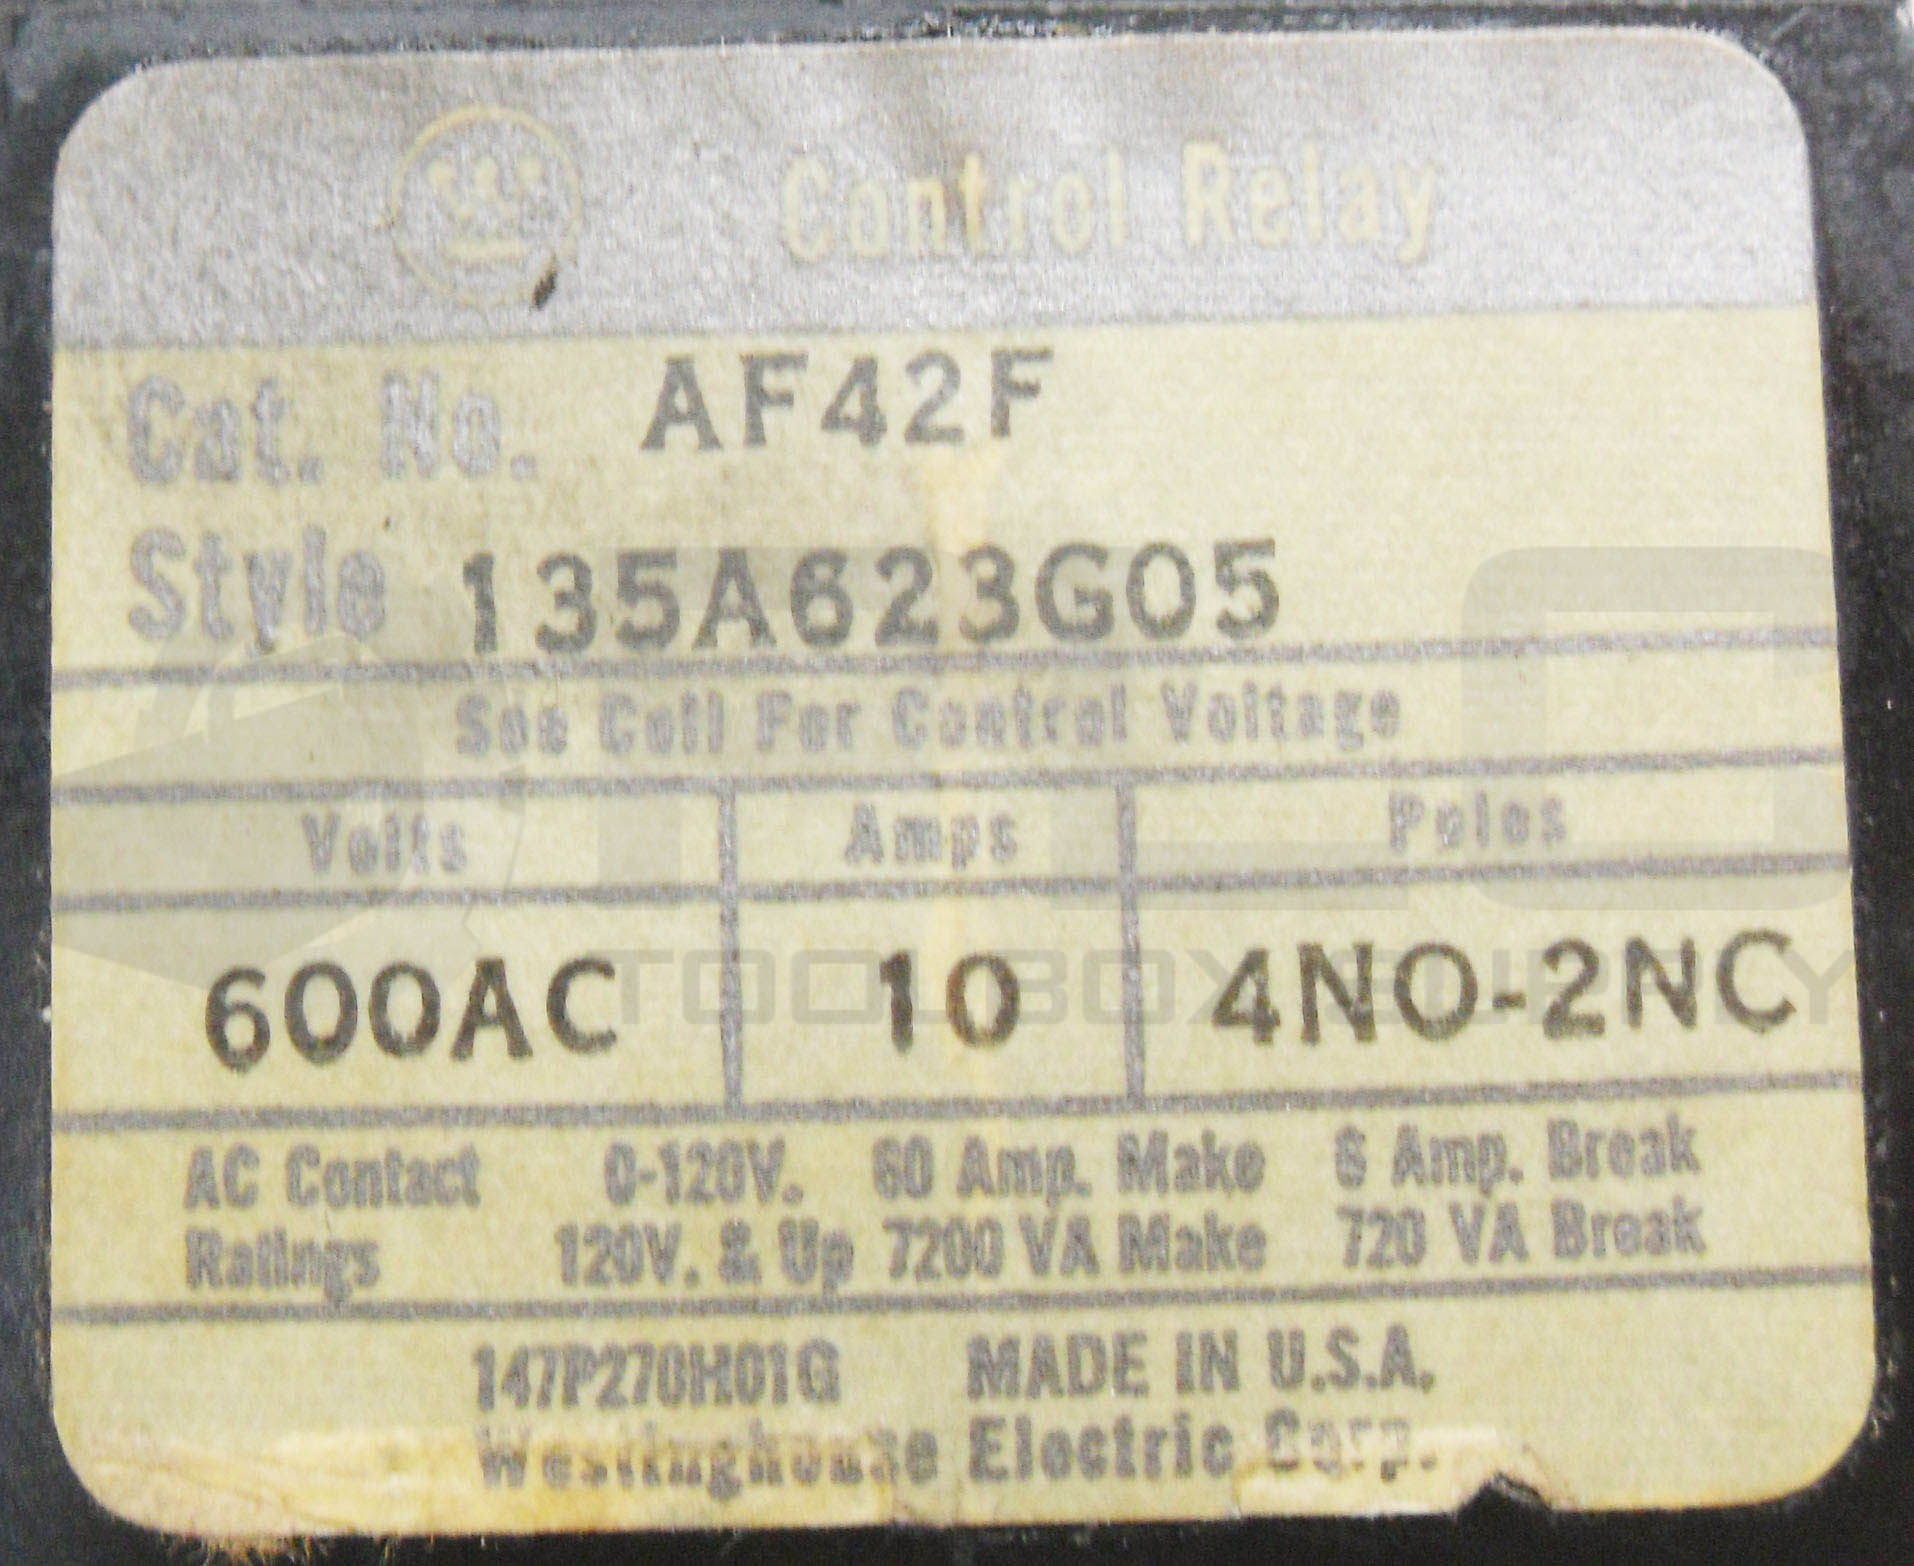 Control Relay
Cat. No. AF42F
Style 135A623G05
See Coil For Control Voltage
Volts Amps Poles
600AC 10 4NO-2NC
AC Contact 0-120V. 60 Amp. Make 6 Amp. Break
Ratings 120V. & Up 7200 VA Make 720 VA Break
147P270H01G MADE IN U.S.A.
Westinghouse Electric Corp.
TOOLBOX SUPPLY